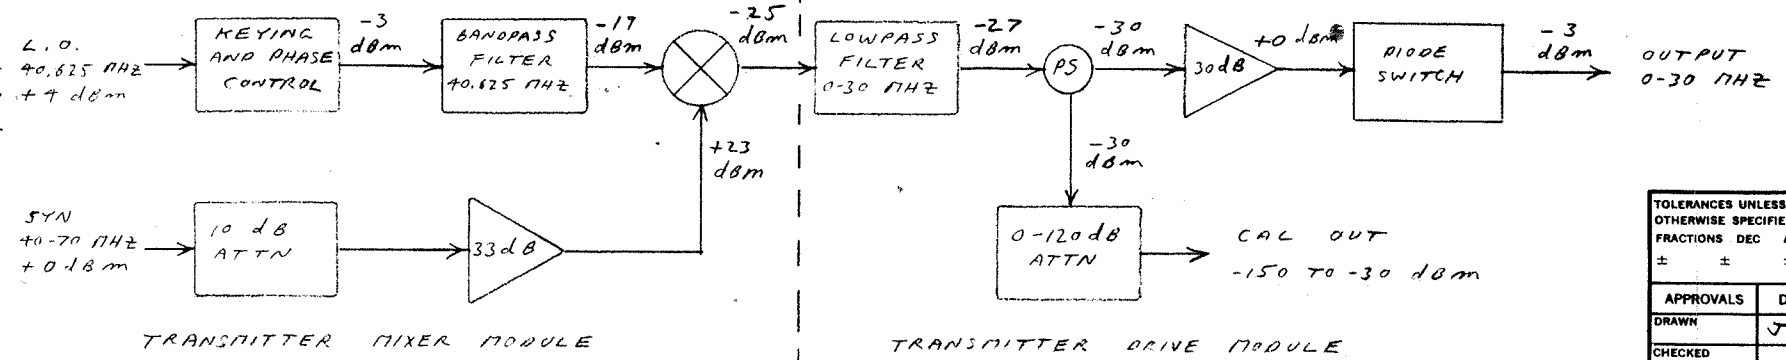 L.O.
40.625 MHZ
+4 dBm
KEYING
AND PHASE
CONTROL
-3
dBm
BANDPASS
FILTER
40.625 MHZ
-17
dBm
-25
dBm
LOWPASS
FILTER
0-30 MHZ
-27
dBm
PS
-30
dBm
30dB
+0 dBm
DIODE
SWITCH
-3
dBm
OUTPUT
0-30 MHZ
+23
dBm
-30
dBm
SYN
40-70 MHZ
+0 dBm
10 dB
ATTN
33dB
0-120dB
ATTN
CAL OUT
-150 TO -30 dBm
TRANSMITTER MIXER MODULE
TRANSMITTER DRIVE MODULE
TOLERANCES UNLESS
OTHERWISE SPECIFIE
FRACTIONS DEC
± ± ±
APPROVALS D
DRAWN J
CHECKED